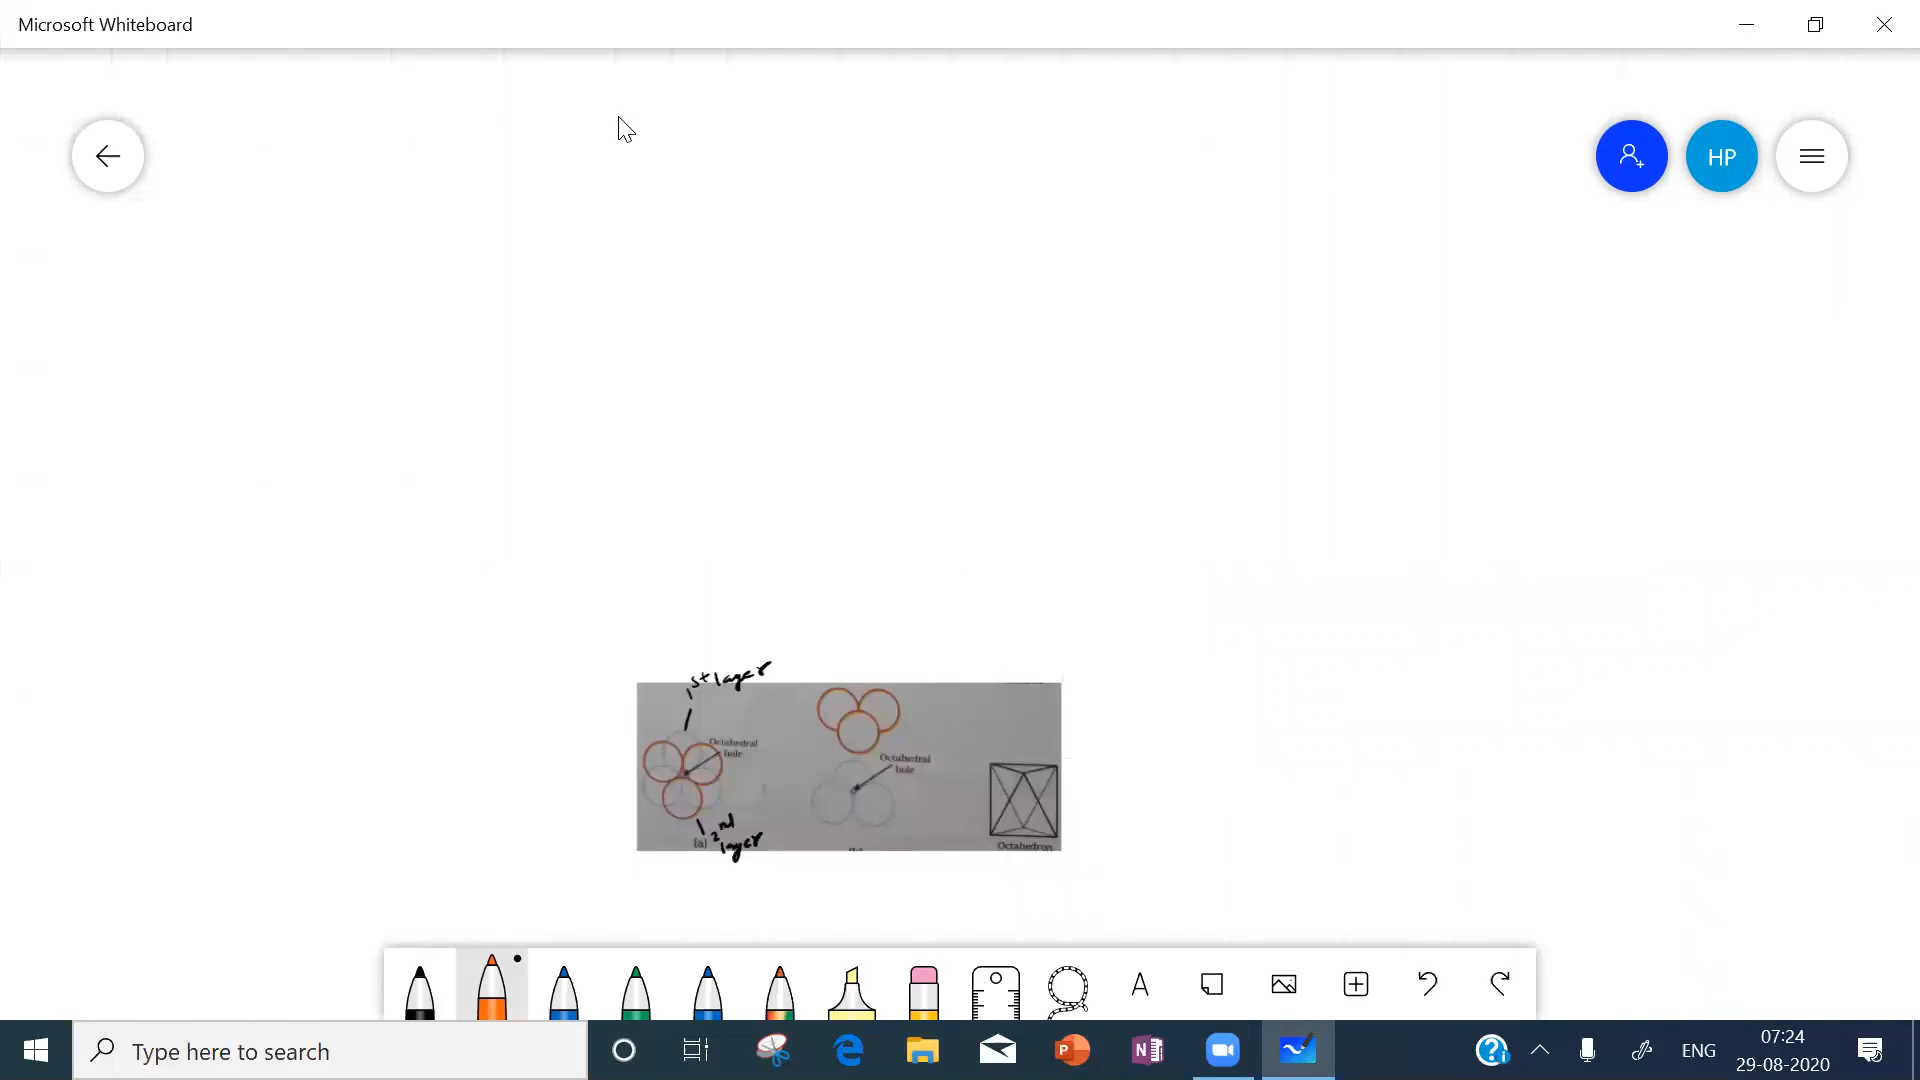 Microsoft Whiteboard
HP
1st layer
Octahedral
hole
Octahedral
hole
2nd
layer
(a)
Octahedron
A
Type here to search
ENG
07:24
29-08-2020